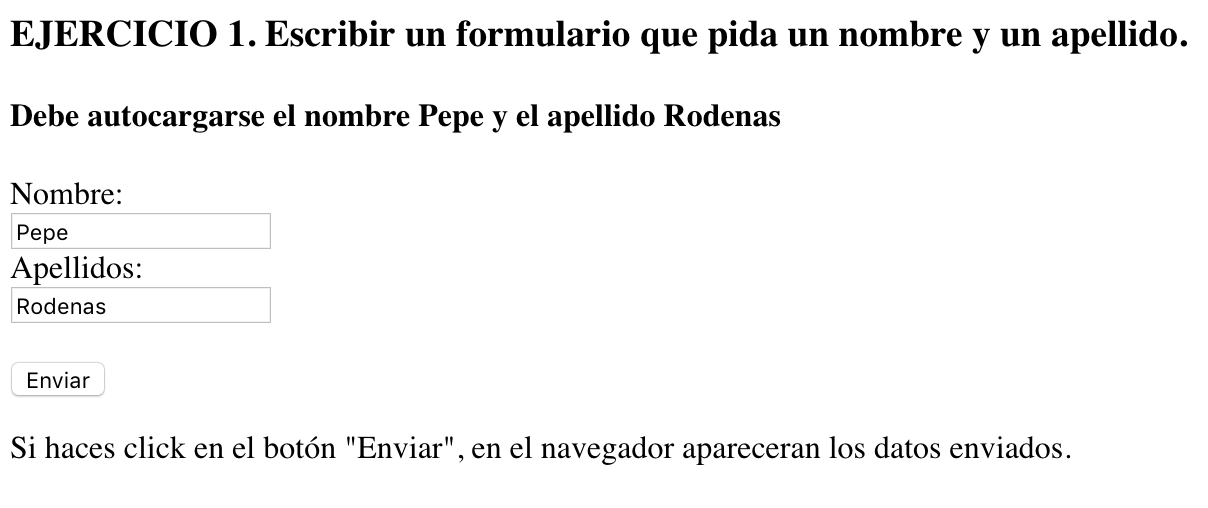 EJERCICIO 1. Escribir un formulario que pida un nombre y un apellido.
Debe autocargarse el nombre Pepe y el apellido Rodenas
Nombre:
Pepe
Apellidos:
Rodenas
Enviar
Si haces click en el botón "Enviar", en el navegador apareceran los datos enviados.